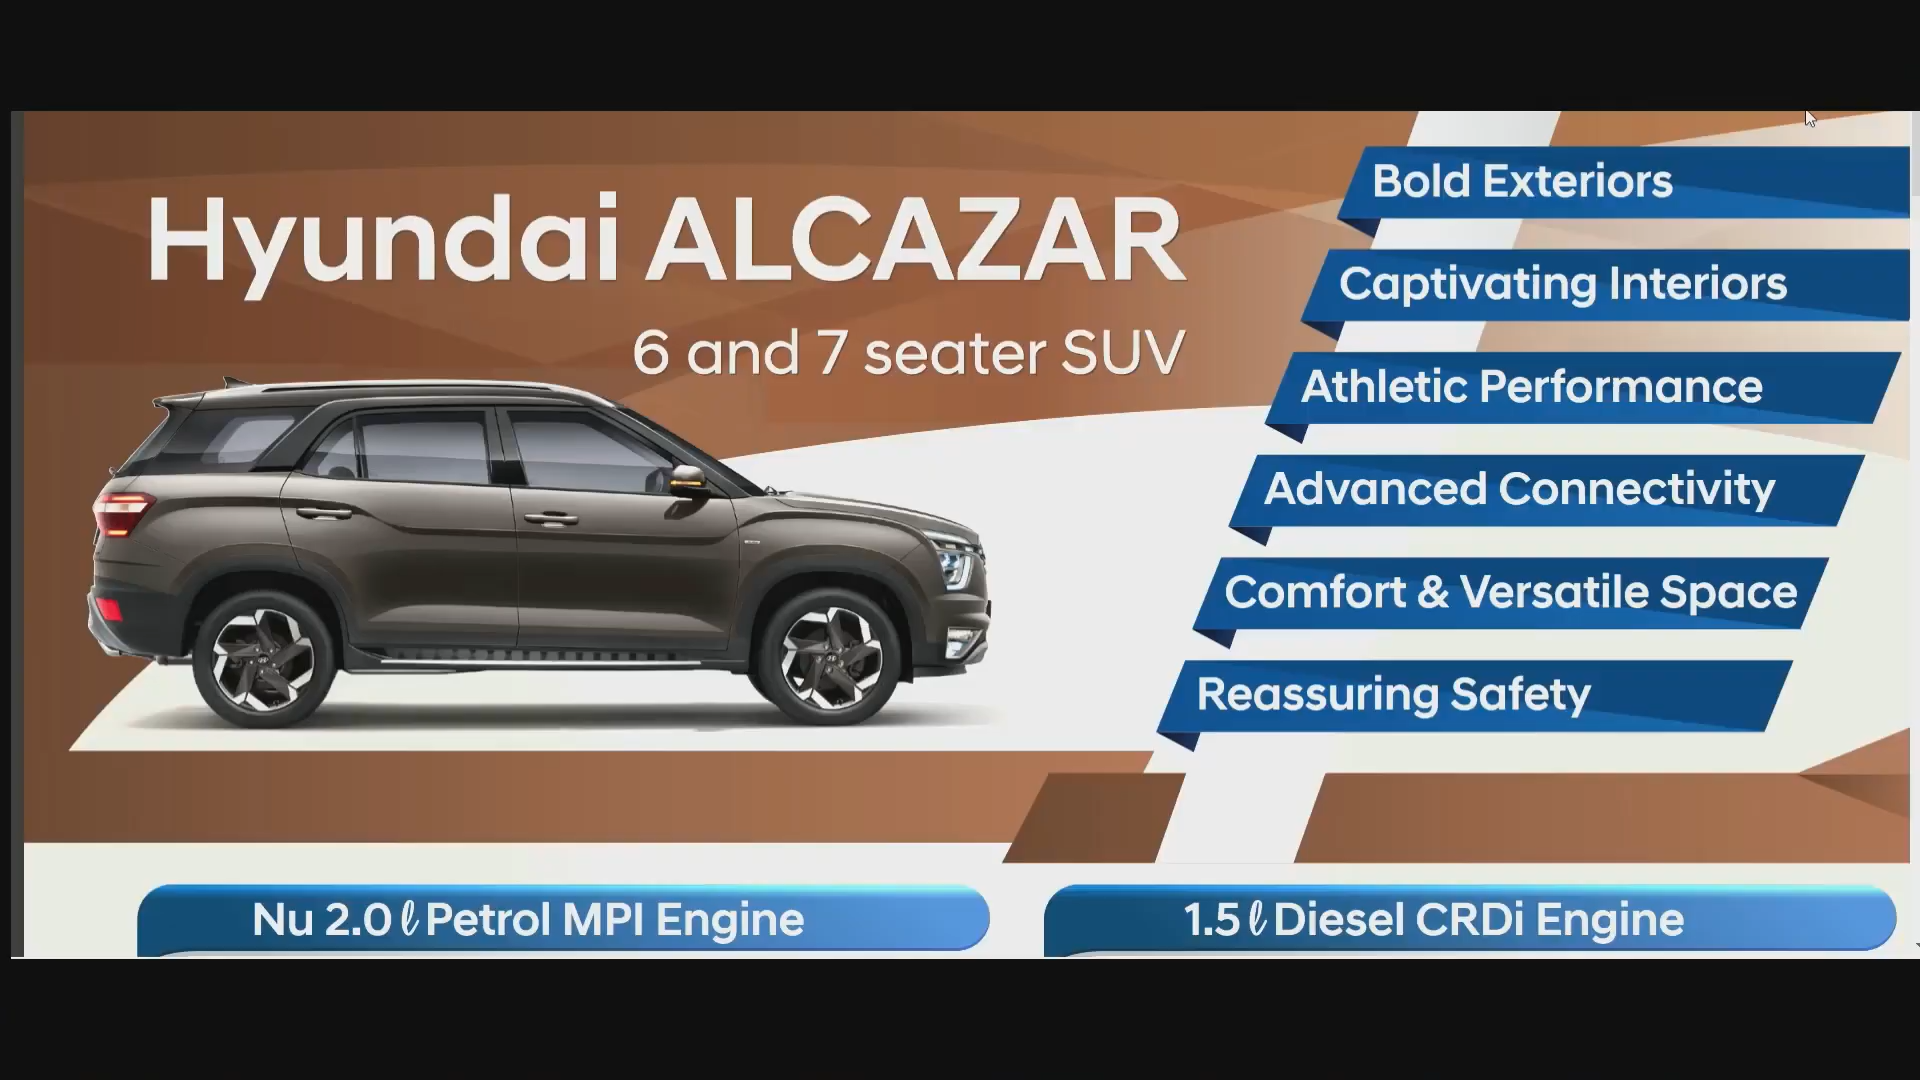 Hyundai ALCAZAR
6 and 7 seater SUV
Bold Exteriors
Captivating Interiors
Athletic Performance
Advanced Connectivity
Comfort & Versatile Space
Reassuring Safety
Nu 2.0 ℓ Petrol MPI Engine
1.5 ℓ Diesel CRDi Engine